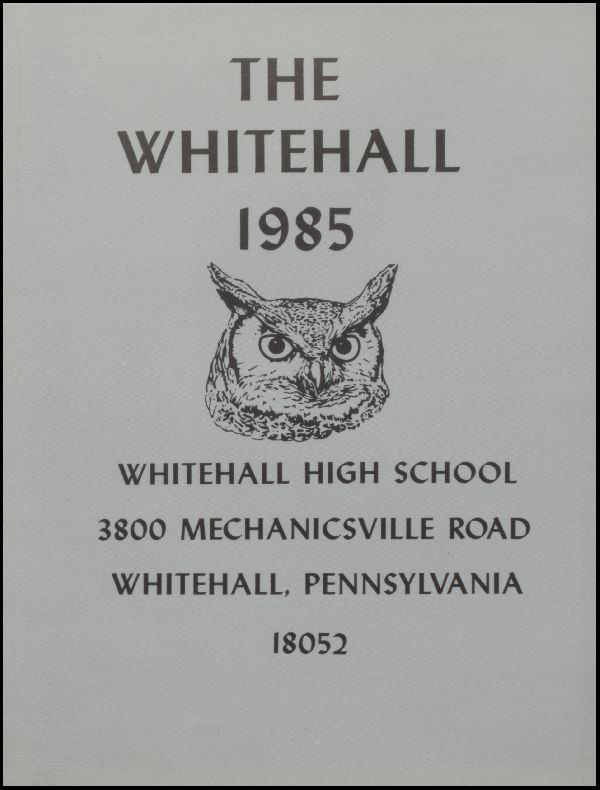 THE
WHITEHALL
1985
WHITEHALL HIGH SCHOOL
3800 MECHANICSVILLE ROAD
WHITEHALL, PENNSYLVANIA
18052